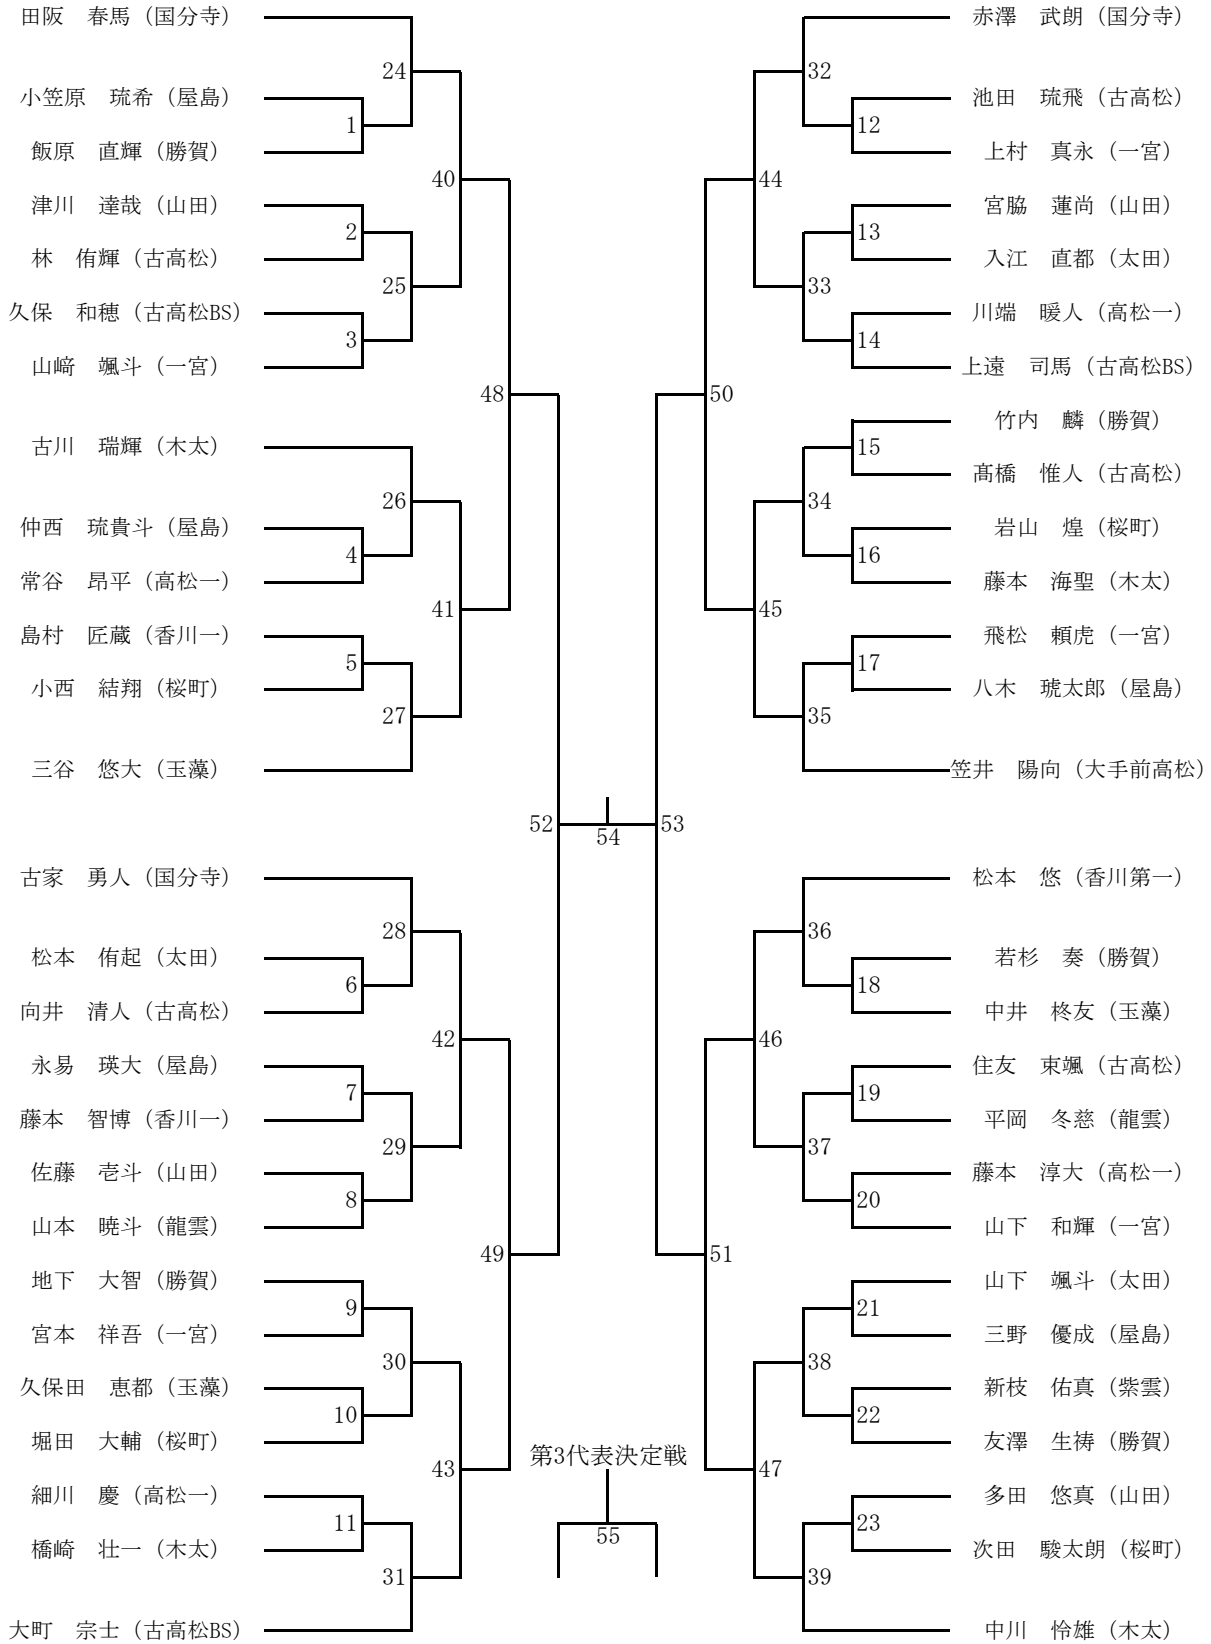 田阪　春馬（国分寺）
24
小笠原　琉希（屋島）
1
飯原　直輝（勝賀）
40
津川　達哉（山田）
2
林　侑輝（古高松）
25
久保　和穂（古高松BS）
3
山﨑　颯斗（一宮）
48
古川　瑞輝（木太）
26
仲西　琉貴斗（屋島）
4
常谷　昂平（高松一）
41
島村　匠蔵（香川一）
5
小西　結翔（桜町）
27
三谷　悠大（玉藻）
52
古家　勇人（国分寺）
28
松本　侑起（太田）
6
向井　清人（古高松）
42
永易　瑛大（屋島）
7
藤本　智博（香川一）
29
佐藤　壱斗（山田）
8
山本　暁斗（龍雲）
49
地下　大智（勝賀）
9
宮本　祥吾（一宮）
30
久保田　恵都（玉藻）
10
堀田　大輔（桜町）
43
細川　慶（高松一）
11
橋崎　壮一（木太）
31
大町　宗士（古高松BS）
54
第3代表決定戦
55
赤澤　武朗（国分寺）
32
池田　琉飛（古高松）
12
上村　真永（一宮）
44
宮脇　蓮尚（山田）
13
入江　直都（太田）
33
川端　暖人（高松一）
14
上遠　司馬（古高松BS）
50
竹内　麟（勝賀）
15
髙橋　惟人（古高松）
34
岩山　煌（桜町）
16
藤本　海聖（木太）
45
飛松　頼虎（一宮）
17
八木　琥太郎（屋島）
35
笠井　陽向（大手前高松）
53
松本　悠（香川第一）
36
若杉　奏（勝賀）
18
中井　柊友（玉藻）
46
住友　東颯（古高松）
19
平岡　冬慈（龍雲）
37
藤本　淳大（高松一）
20
山下　和輝（一宮）
51
山下　颯斗（太田）
21
三野　優成（屋島）
38
新枝　佑真（紫雲）
22
友澤　生祷（勝賀）
47
多田　悠真（山田）
23
次田　駿太朗（桜町）
39
中川　怜雄（木太）